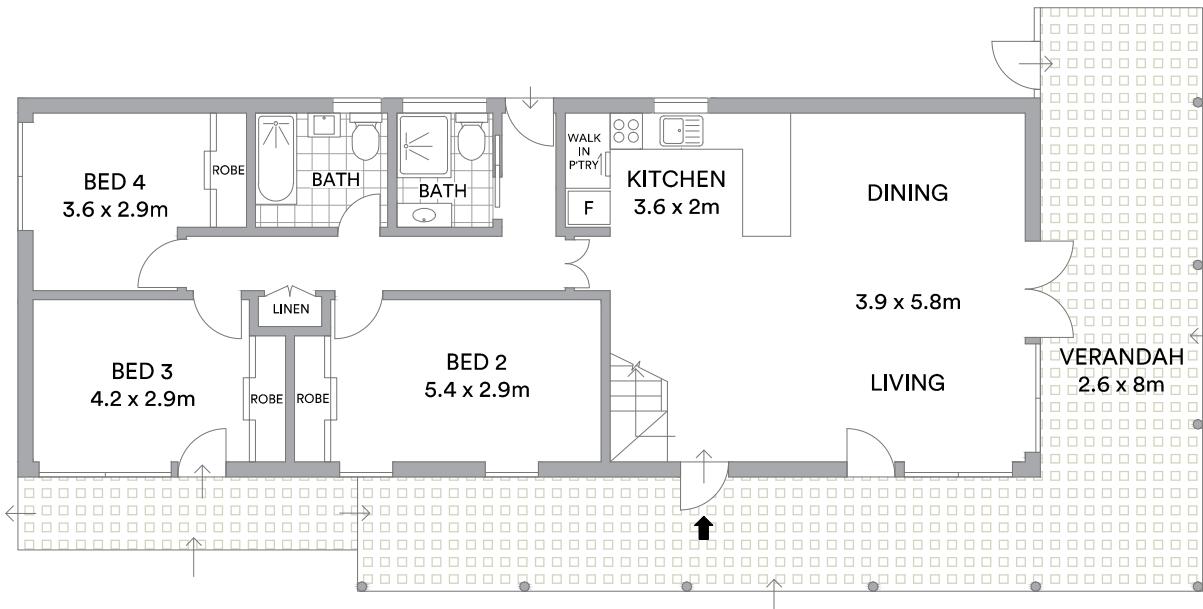 BED 4
3.6 x 2.9m
ROBE
BATH
BATH
WALK
IN
P'TRY
F
KITCHEN
3.6 x 2m
DINING
3.9 x 5.8m
LIVING
VERANDAH
2.6 x 8m
LINEN
BED 3
4.2 x 2.9m
ROBE
ROBE
BED 2
5.4 x 2.9m